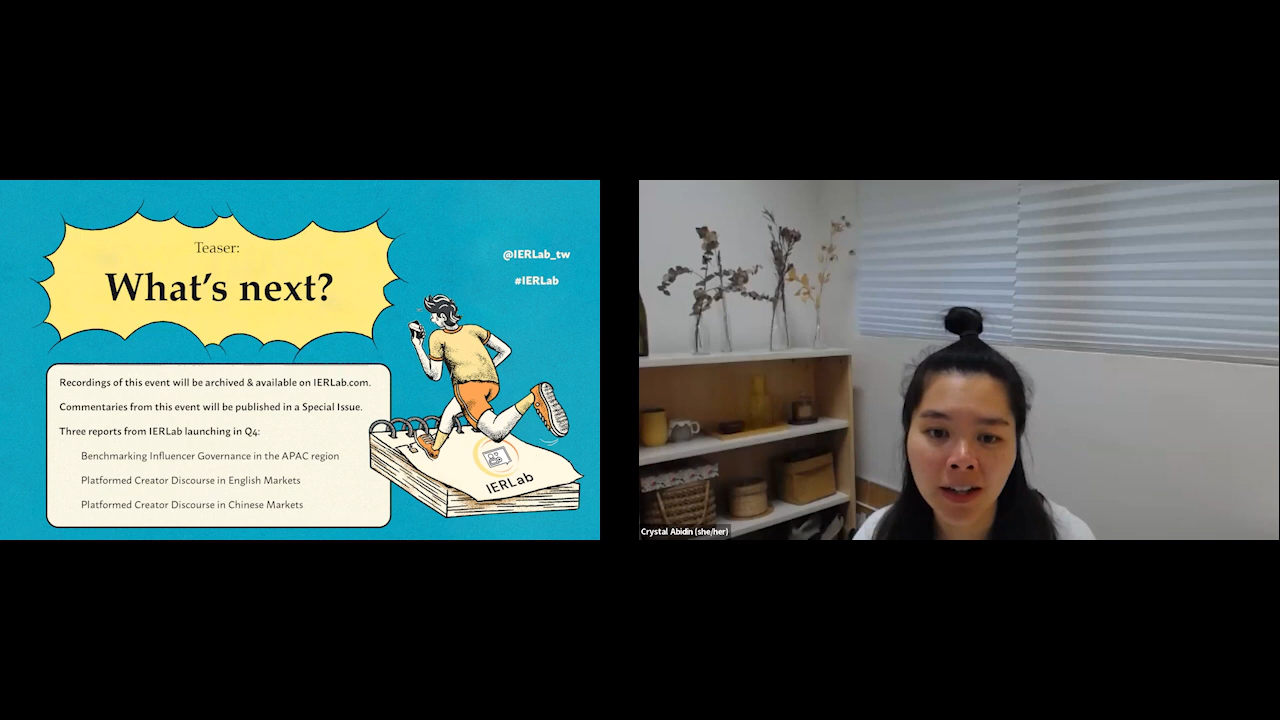 Teaser:
What's next?
@IERLab_tw
#IERLab
Recordings of this event will be archived & available on IERLab.com.
Commentaries from this event will be published in a Special Issue.
Three reports from IERLab launching in Q4:
Benchmarking Influencer Governance in the APAC region
Platformed Creator Discourse in English Markets
Platformed Creator Discourse in Chinese Markets
IERLab
Crystal Abidin (she/her)